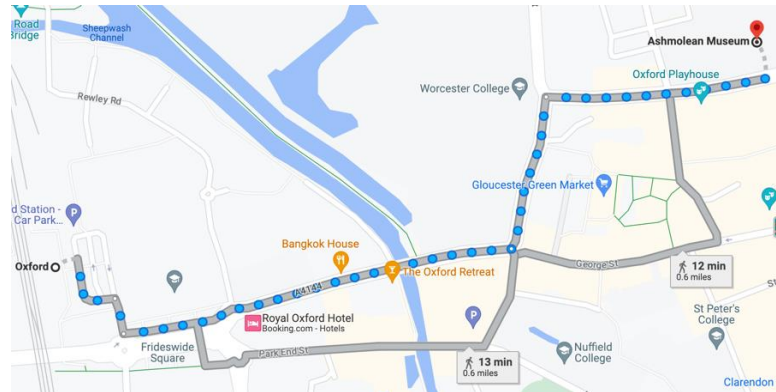 Road
Bridge
Sheepwash
Channel
Rewley Rd
Worcester College
Ashmolean Museum
Oxford Playhouse
Gloucester Green Market
d Station -
Car Park...
Oxford
Bangkok House
The Oxford Retreat
A4144
George St
12 min
0.6 miles
Royal Oxford Hotel
Booking.com - Hotels
Frideswide
Square
Park End St
13 min
0.6 miles
Nuffield
College
St Peter's
College
St
Clarendon